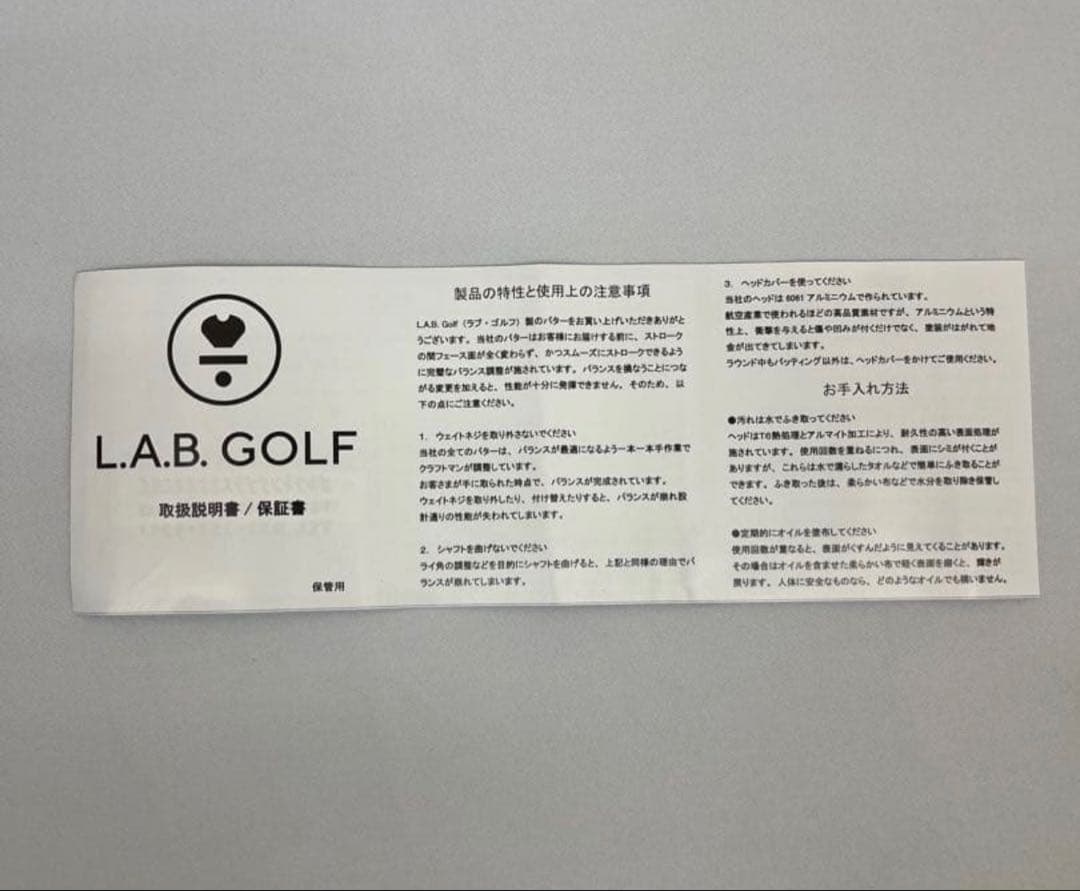 L.A.B. GOLF
取扱説明書 / 保証書
保管用
製品の特性と使用上の注意事項
L.A.B. Golf（ラブ・ゴルフ）製のパターをお買い上げいただきありがと
うございます。当社のパターはお客様にお届けする前に、ストローク
の間フェース面が全く変わらず、かつスムーズにストロークできるよう
に完璧なバランス調整が施されています。バランスを損なうことにつな
がる変更を加えると、性能が十分に発揮できません。そのため、以
下の点にご注意ください。
1. ウェイトネジを取り外さないでください
当社の全てのパターは、バランスが最適になるよう一本一本手作業で
クラフトマンが調整しています。
お客さまが手に取られた時点で、バランスが完成されています。
ウェイトネジを取り外したり、付け替えたりすると、バランスが崩れ設
計通りの性能が失われてしまいます。
2. シャフトを曲げないでください
ライ角の調整などを目的にシャフトを曲げると、上記と同様の理由でバ
ランスが崩れてしまいます。
3. ヘッドカバーを使ってください
当社のヘッドは 6061 アルミニウムで作られています。
航空産業で使われるほどの高品質素材ですが、アルミニウムという特
性上、衝撃を与えると傷や凹みが付くだけでなく、塗装がはがれて地
金が出てきてしまいます。
ラウンド中もパッティング以外は、ヘッドカバーをかけてご使用ください。
お手入れ方法
●汚れは水でふき取ってください
ヘッドはT6熱処理とアルマイト加工により、耐久性の高い表面処理が
施されています。使用回数を重ねるにつれ、表面にシミが付くことが
ありますが、これらは水で濡らしたタオルなどで簡単にふき取ることが
できます。ふき取った後は、柔らかい布などで水分を取り除き保管し
てください。
●定期的にオイルを塗布してください
使用回数が重なると、表面がくすんだように見えてくることがあります。
その場合はオイルを含ませた柔らかい布で軽く表面を磨くと、輝きが
戻ります。人体に安全なものなら、どのようなオイルでも構いません。